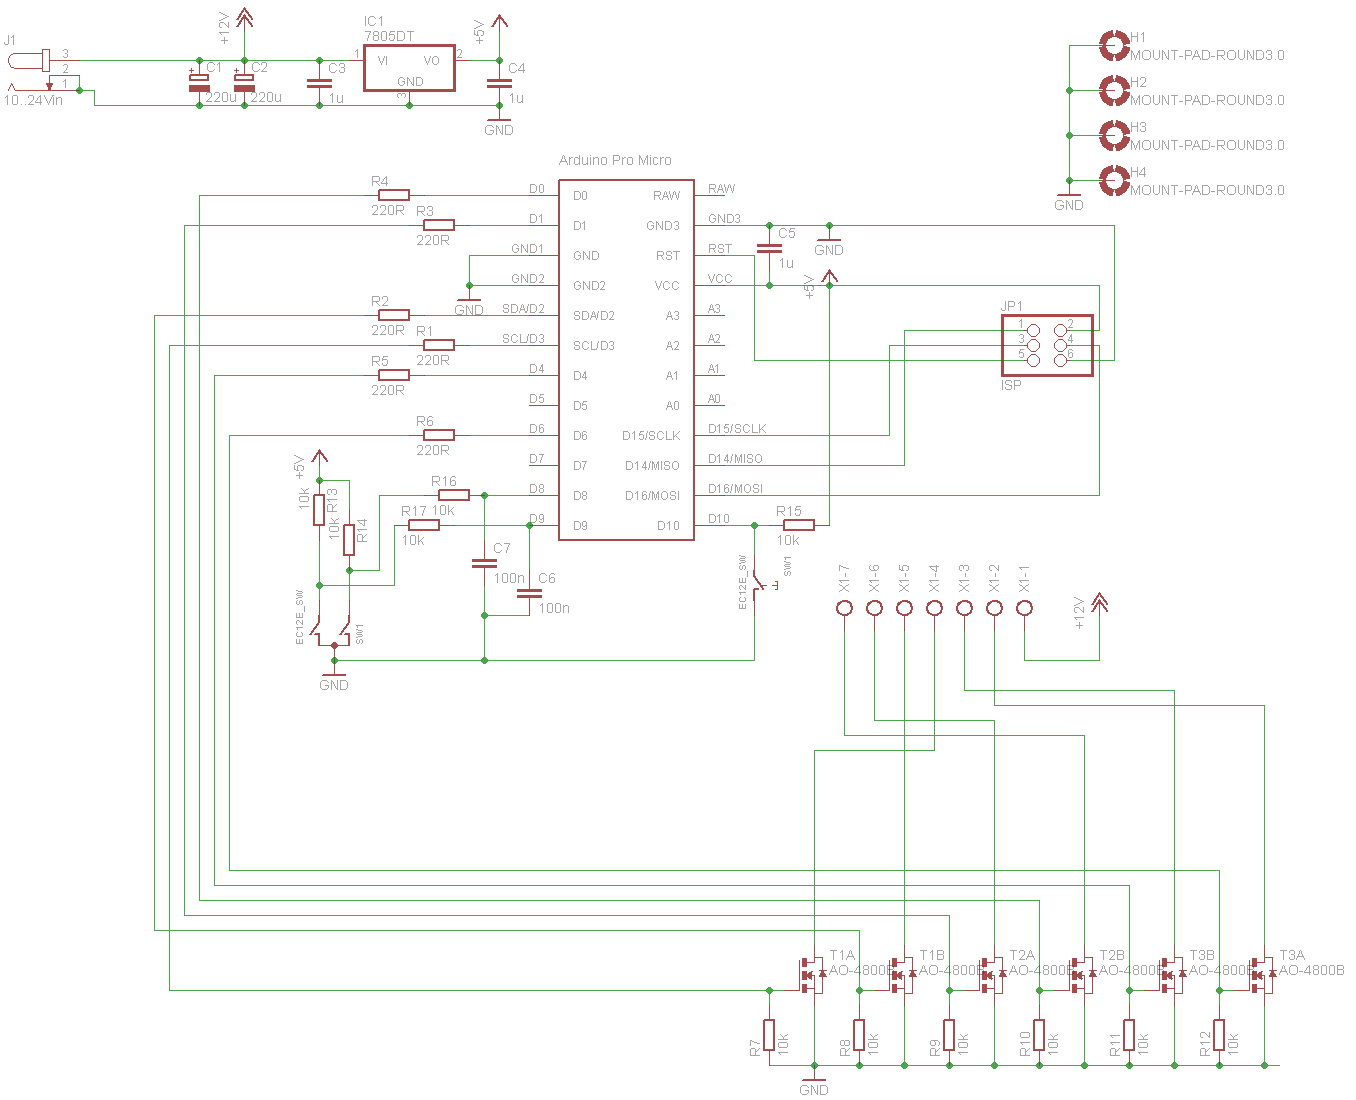 J1
3
2
1
10..24Vin
+12V
C1
220u
C2
220u
C3
1u
IC1
7805DT
1
VI
VO
2
GND
3
+5V
C4
1u
GND
H1
MOUNT-PAD-ROUND3.0
H2
MOUNT-PAD-ROUND3.0
H3
MOUNT-PAD-ROUND3.0
H4
MOUNT-PAD-ROUND3.0
GND
Arduino Pro Micro
R4
220R
D0
D0
RAW
RAW
R3
220R
D1
D1
GND3
GND3
GND1
GND
RST
RST
GND2
GND2
VCC
VCC
GND
R2
220R
SDA/D2
SDA/D2
A3
A3
R1
220R
SCL/D3
SCL/D3
A2
A2
R5
220R
D4
D4
A1
A1
D5
D5
A0
A0
R6
220R
D6
D6
D15/SCLK
D15/SCLK
D7
D7
D14/MISO
D14/MISO
D8
D8
D16/MOSI
D16/MOSI
D9
D9
D10
D10
C5
1u
GND
+5V
JP1
1
2
3
4
5
6
ISP
+5V
10k
R13
10k
R14
R16
10k
R17
10k
C7
100n
C6
100n
EC12E_SW
SW1
GND
R15
10k
EC12E_SW
SW1
X1-7
X1-6
X1-5
X1-4
X1-3
X1-2
X1-1
+12V
T1A
AO-4800B
T1B
AO-4800B
T2A
AO-4800B
T2B
AO-4800B
T3B
AO-4800B
T3A
AO-4800B
R7
10k
R8
10k
R9
10k
R10
10k
R11
10k
R12
10k
GND